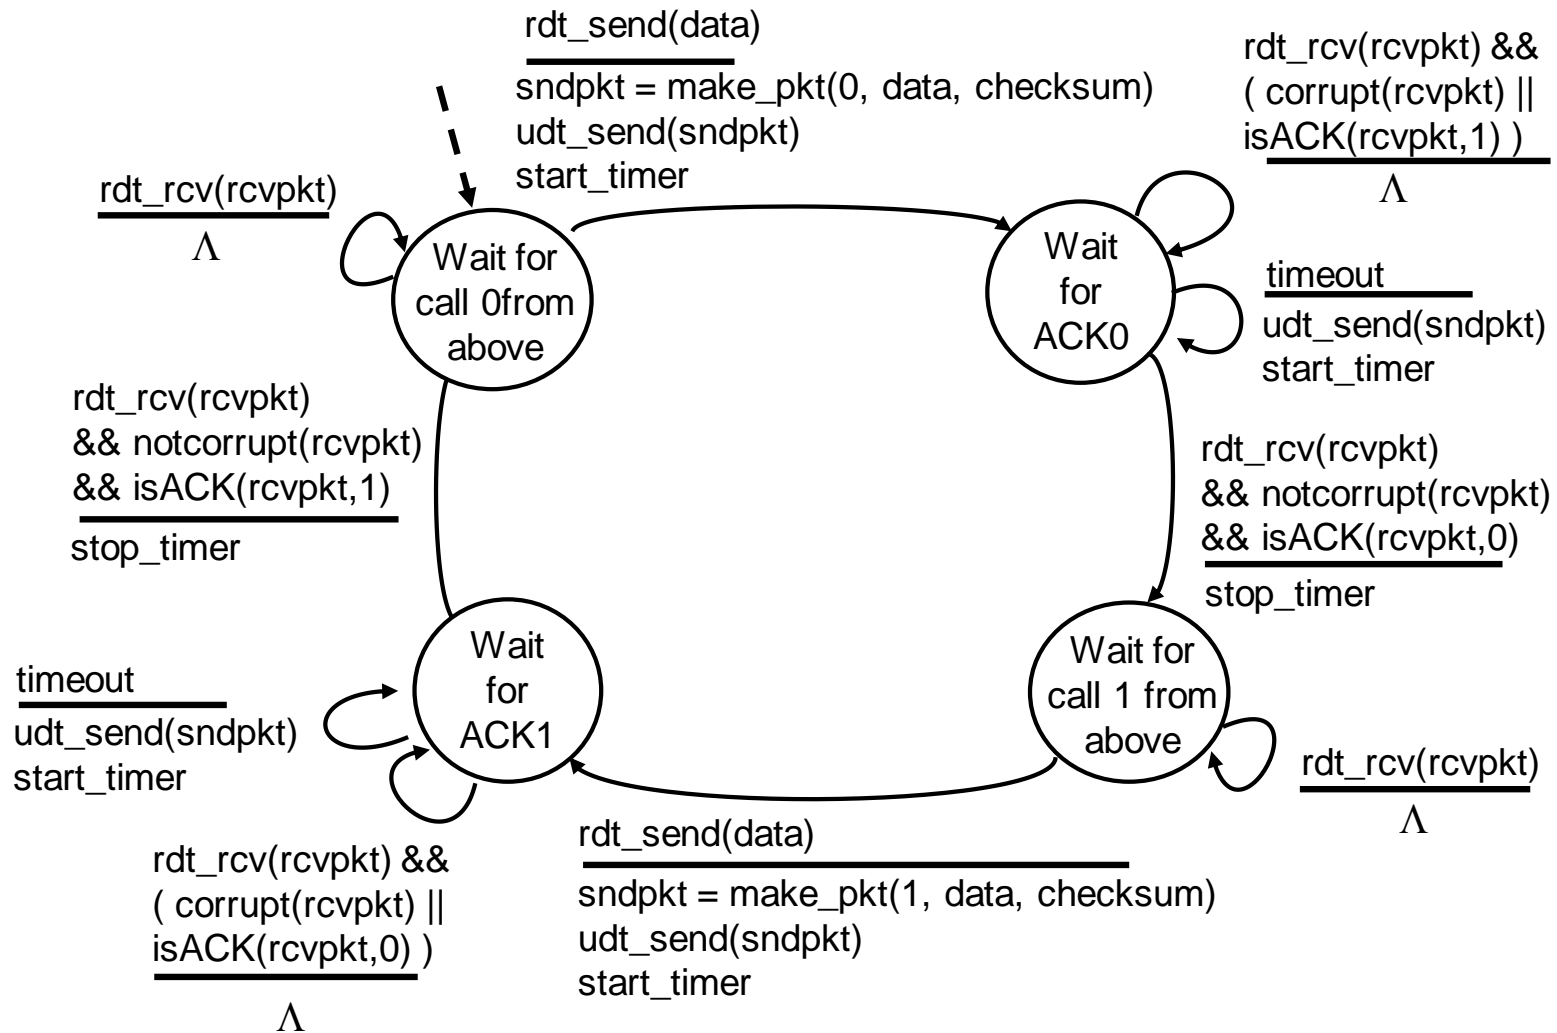 rdt_send(data)
sndpkt = make_pkt(0, data, checksum)
udt_send(sndpkt)
start_timer
rdt_rcv(rcvpkt) &&
( corrupt(rcvpkt) ||
isACK(rcvpkt,1) )
Λ
rdt_rcv(rcvpkt)
Λ
Wait for
call 0from
above
Wait
for
ACK0
timeout
udt_send(sndpkt)
start_timer
rdt_rcv(rcvpkt)
&& notcorrupt(rcvpkt)
&& isACK(rcvpkt,1)
stop_timer
rdt_rcv(rcvpkt)
&& notcorrupt(rcvpkt)
&& isACK(rcvpkt,0)
stop_timer
Wait
for
ACK1
Wait for
call 1 from
above
timeout
udt_send(sndpkt)
start_timer
rdt_rcv(rcvpkt)
Λ
rdt_rcv(rcvpkt) &&
( corrupt(rcvpkt) ||
isACK(rcvpkt,0) )
Λ
rdt_send(data)
sndpkt = make_pkt(1, data, checksum)
udt_send(sndpkt)
start_timer